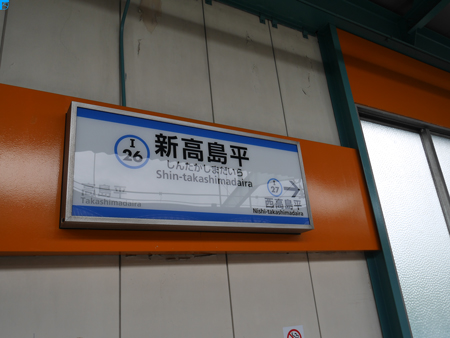 I
26
新高島平
しんたかしまだいら
Shin-takashimadaira
高島平
Takashimadaira
I
27
西高島平
Nishi-takashimadaira